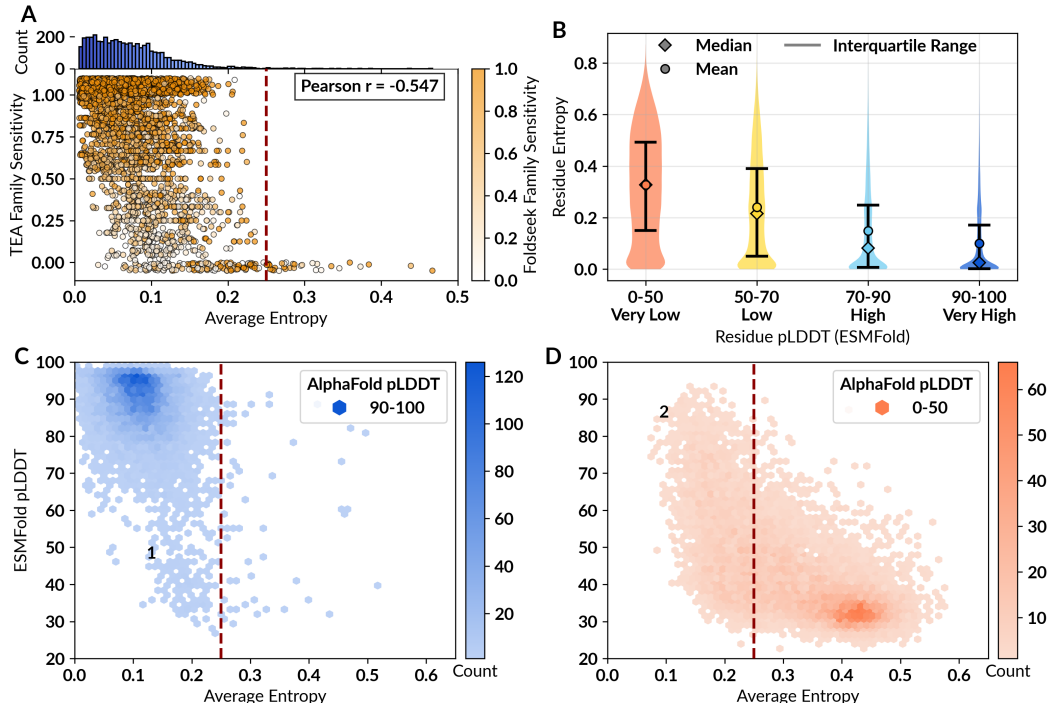 A
Count
200
0
TEA Family Sensitivity
1.00
0.75
0.50
0.25
0.00
Pearson r = -0.547
0.0 0.1 0.2 0.3 0.4 0.5
Average Entropy
1.0
0.8
0.6
0.4
0.2
0.0
Foldseek Family Sensitivity
B
Median
Mean
Interquartile Range
Residue Entropy
0.8
0.6
0.4
0.2
0.0
0-50 50-70 70-90 90-100
Very Low Low High Very High
Residue pLDDT (ESMFold)
C
ESMFold pLDDT
100
90
80
70
60
50
40
30
20
AlphaFold pLDDT
90-100
1
0.0 0.1 0.2 0.3 0.4 0.5 0.6
Average Entropy
120
100
80
60
40
20
Count
D
100
90
80
70
60
50
40
30
20
AlphaFold pLDDT
0-50
2
0.0 0.1 0.2 0.3 0.4 0.5 0.6
Average Entropy
60
50
40
30
20
10
Count